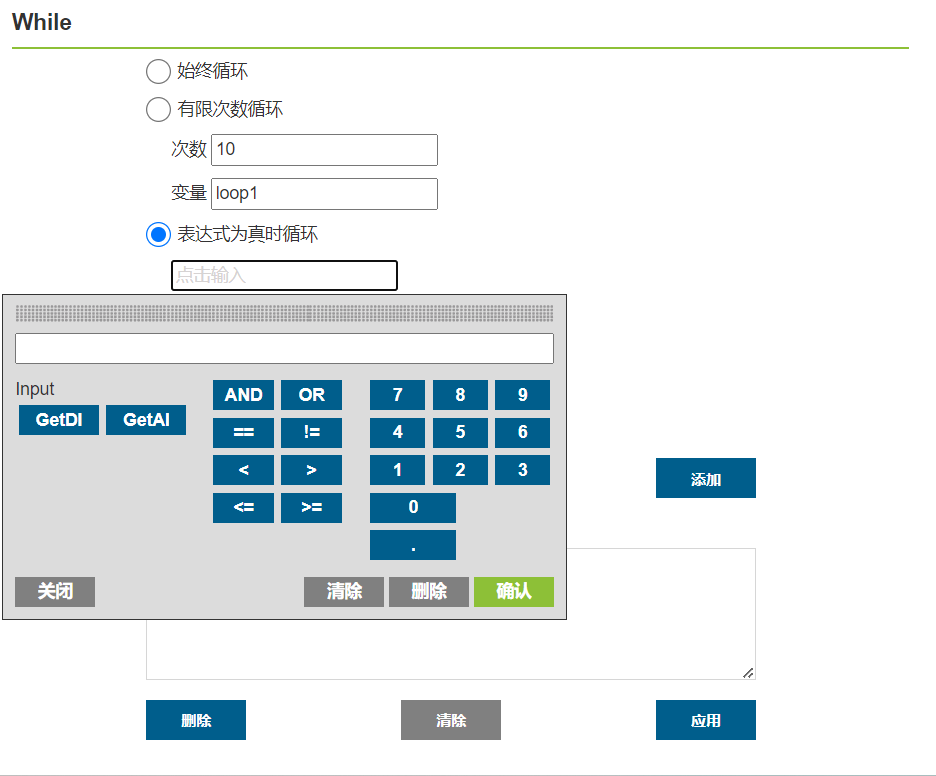 While
始终循环
有限次数循环
次数 10
变量 loop1
表达式为真时循环
点击输入
Input
GetDI GetAI
AND OR 7 8 9
== != 4 5 6
< > 1 2 3
<= >= 0
.
关闭 清除 删除 确认
添加
删除 清除 应用